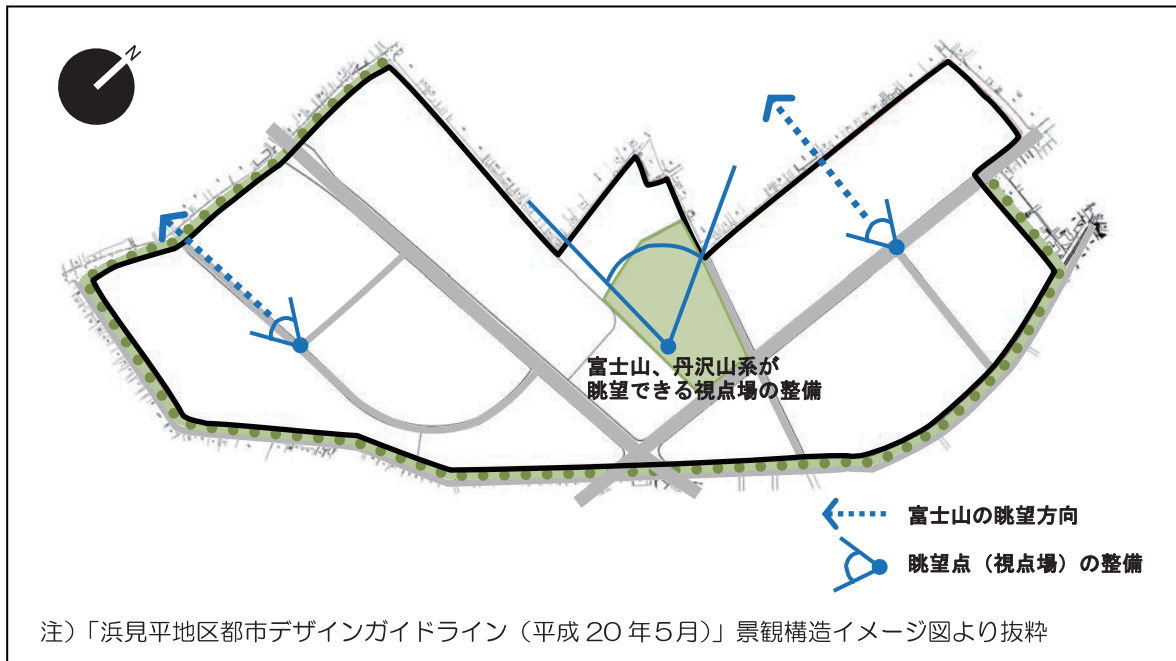 N
富士山、丹沢山系が
眺望できる視点場の整備
富士山の眺望方向
眺望点（視点場）の整備
注）「浜見平地区都市デザインガイドライン（平成 20 年５月）」景観構造イメージ図より抜粋